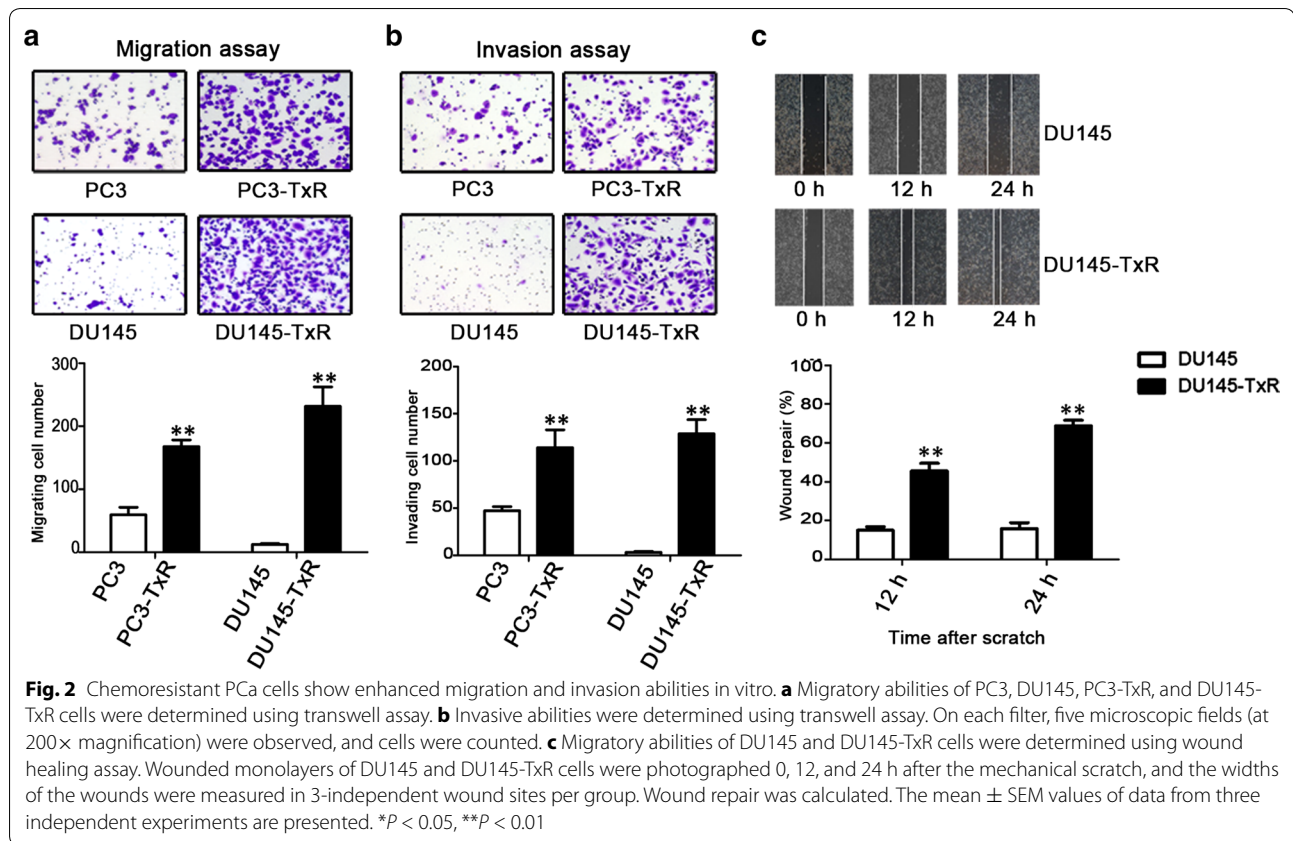 a
Migration assay
PC3 PC3-TxR
DU145 DU145-TxR
300
200
100
0
Migrating cell number
**
**
PC3
PC3-TxR
DU145
DU145-TxR
b
Invasion assay
PC3 PC3-TxR
DU145 DU145-TxR
200
150
100
50
0
Invading cell number
**
**
PC3
PC3-TxR
DU145
DU145-TxR
c
DU145
0 h 12 h 24 h
DU145-TxR
0 h 12 h 24 h
DU145
DU145-TxR
100
80
60
40
20
0
Wound repair (%)
**
**
12 h
24 h
Time after scratch
Fig. 2 Chemoresistant PCa cells show enhanced migration and invasion abilities in vitro. a Migratory abilities of PC3, DU145, PC3-TxR, and DU145-
TxR cells were determined using transwell assay. b Invasive abilities were determined using transwell assay. On each filter, five microscopic fields (at
200× magnification) were observed, and cells were counted. c Migratory abilities of DU145 and DU145-TxR cells were determined using wound
healing assay. Wounded monolayers of DU145 and DU145-TxR cells were photographed 0, 12, and 24 h after the mechanical scratch, and the widths
of the wounds were measured in 3-independent wound sites per group. Wound repair was calculated. The mean ± SEM values of data from three
independent experiments are presented. *P < 0.05, **P < 0.01